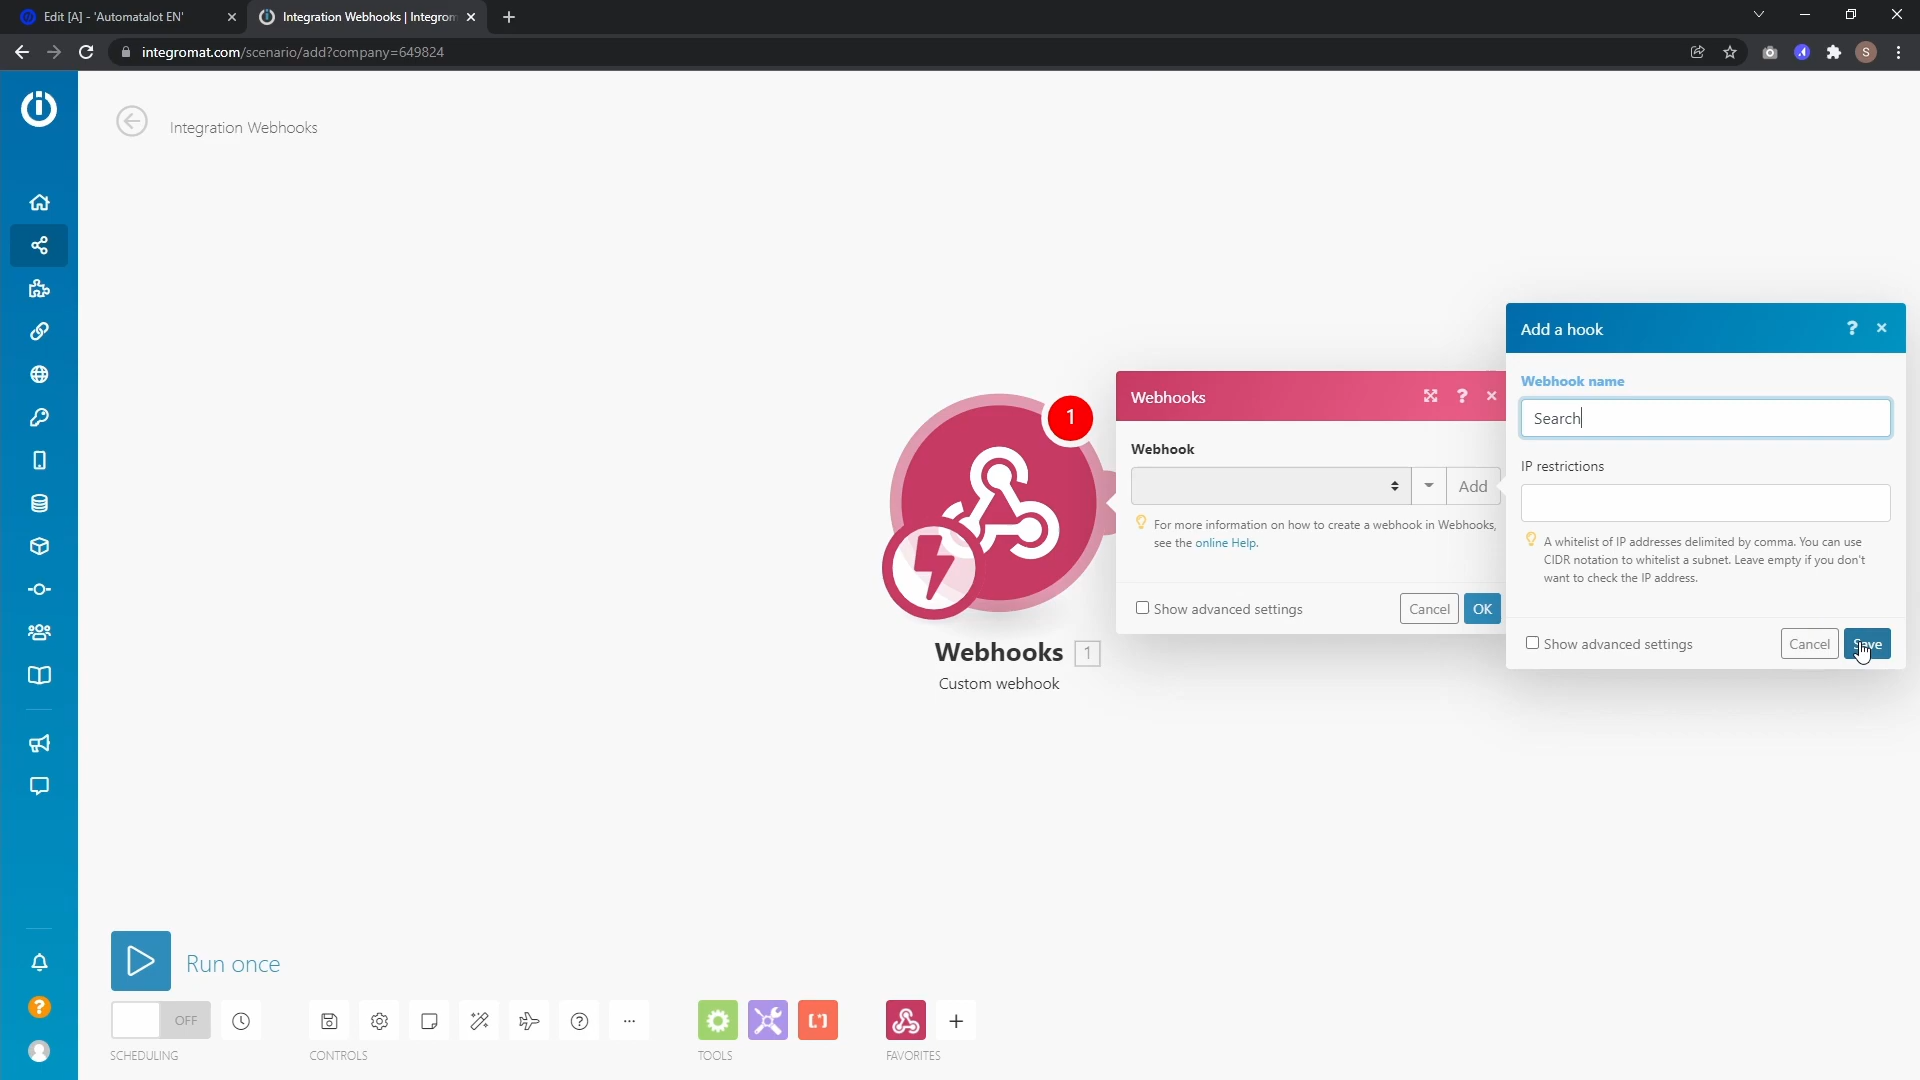 Edit [A] - 'Automatalot EN'
Integration Webhooks | Integrom
integromat.com/scenario/add?company=649824
S
Integration Webhooks
Add a hook
?
Webhook name
Search
IP restrictions
A whitelist of IP addresses delimited by comma. You can use
CIDR notation to whitelist a subnet. Leave empty if you don't
want to check the IP address.
Show advanced settings
Cancel
Save
Webhooks
?
Webhook
Add
For more information on how to create a webhook in Webhooks,
see the online Help.
Show advanced settings
Cancel
OK
1
Webhooks 1
Custom webhook
Run once
OFF
SCHEDULING
CONTROLS
TOOLS
FAVORITES